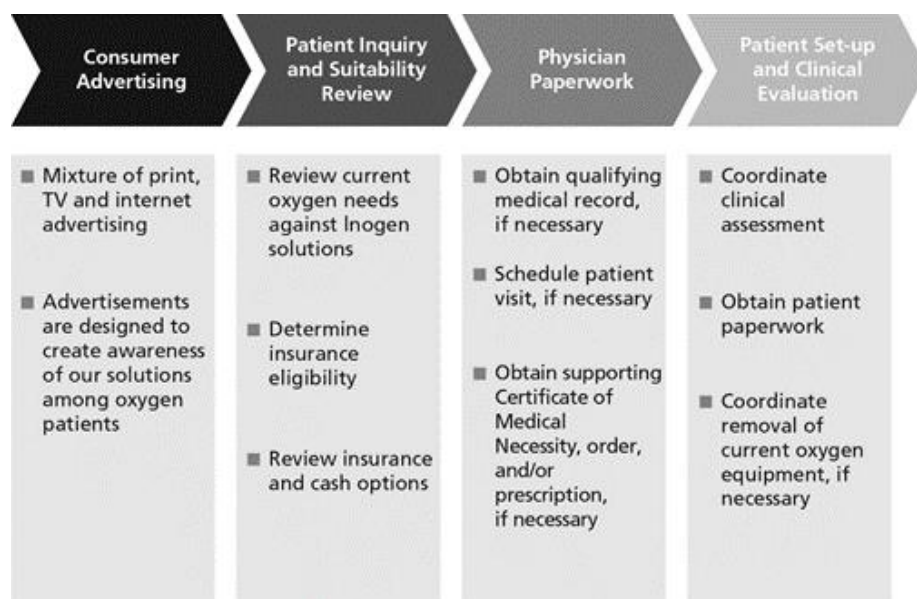 Consumer
Advertising
Patient Inquiry
and Suitability
Review
Physician
Paperwork
Patient Set-up
and Clinical
Evaluation
■ Mixture of print,
TV and internet
advertising
■ Advertisements
are designed to
create awareness
of our solutions
among oxygen
patients
■ Review current
oxygen needs
against Inogen
solutions
■ Determine
insurance
eligibility
■ Review insurance
and cash options
■ Obtain qualifying
medical record,
if necessary
■ Schedule patient
visit, if necessary
■ Obtain supporting
Certificate of
Medical
Necessity, order,
and/or
prescription,
if necessary
■ Coordinate
clinical
assessment
■ Obtain patient
paperwork
■ Coordinate
removal of
current oxygen
equipment, if
necessary